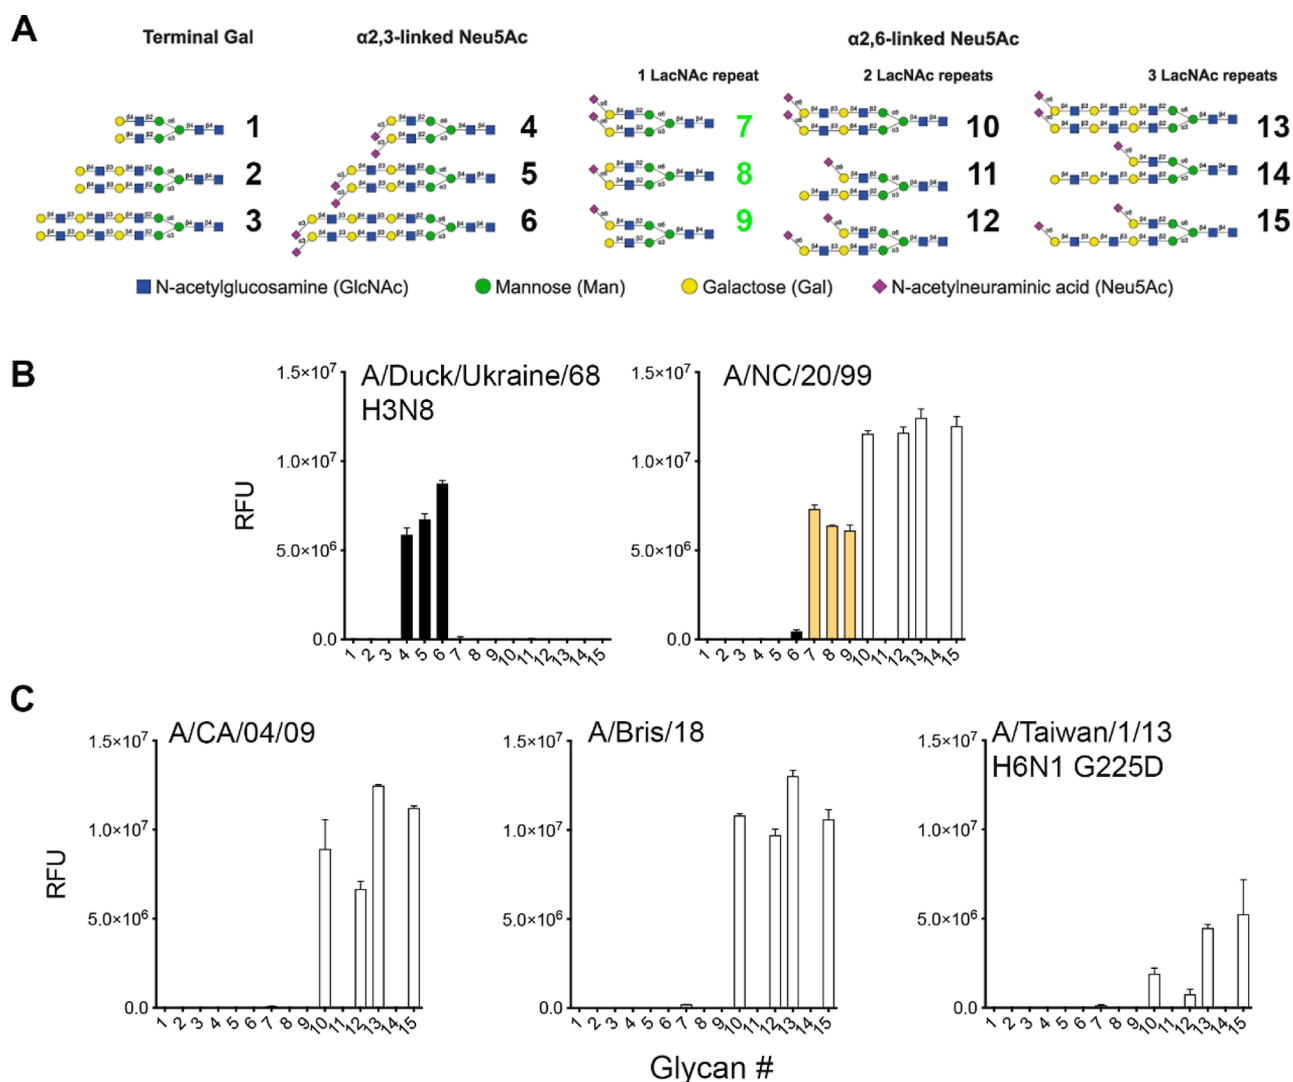 A
Terminal Gal
α2,3-linked Neu5Ac
α2,6-linked Neu5Ac
1 LacNAc repeat
2 LacNAc repeats
3 LacNAc repeats
1
4
7
10
13
2
5
8
11
14
3
6
9
12
15
N-acetylglucosamine (GlcNAc)
Mannose (Man)
Galactose (Gal)
N-acetylneuraminic acid (Neu5Ac)
B
A/Duck/Ukraine/68
H3N8
RFU
1.5×10⁷
1.0×10⁷
5.0×10⁶
0.0
1 2 3 4 5 6 7 8 9 10 11 12 13 14 15
A/NC/20/99
1.5×10⁷
1.0×10⁷
5.0×10⁶
0.0
1 2 3 4 5 6 7 8 9 10 11 12 13 14 15
C
A/CA/04/09
RFU
1.5×10⁷
1.0×10⁷
5.0×10⁶
0.0
1 2 3 4 5 6 7 8 9 10 11 12 13 14 15
A/Bris/18
1.5×10⁷
1.0×10⁷
5.0×10⁶
0.0
1 2 3 4 5 6 7 8 9 10 11 12 13 14 15
A/Taiwan/1/13
H6N1 G225D
1.5×10⁷
1.0×10⁷
5.0×10⁶
0.0
1 2 3 4 5 6 7 8 9 10 11 12 13 14 15
Glycan #